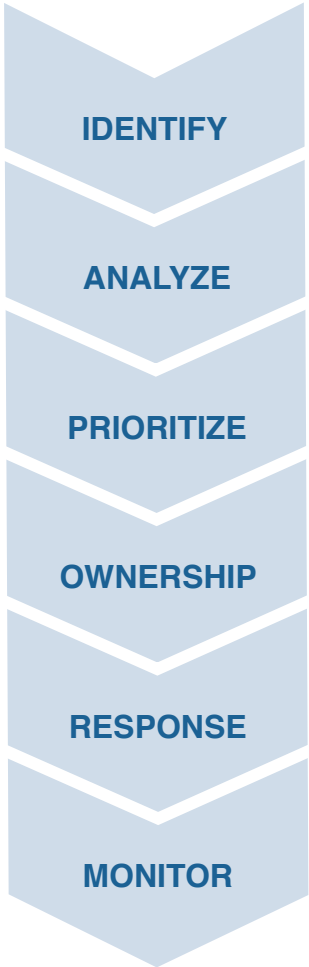 IDENTIFY
ANALYZE
PRIORITIZE
OWNERSHIP
RESPONSE
MONITOR